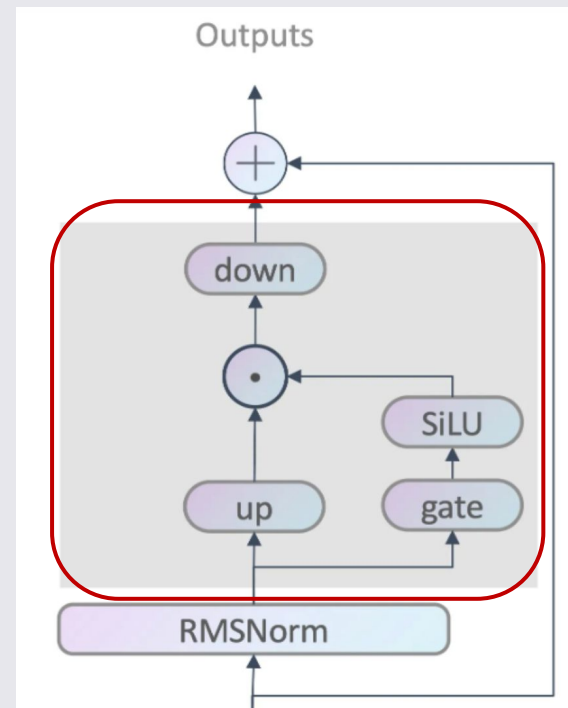 Outputs
+
down
•
SiLU
up
gate
RMSNorm